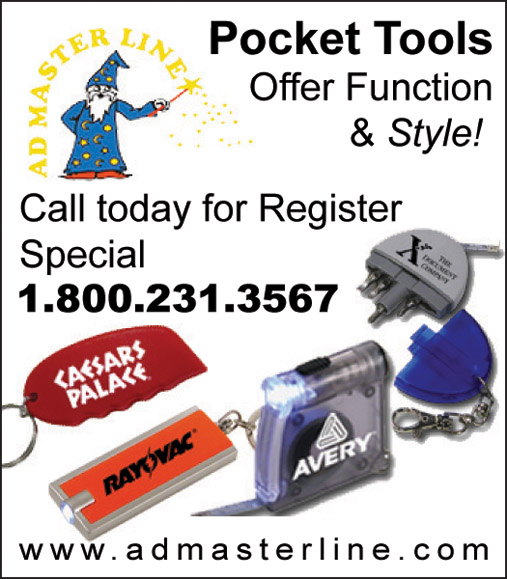 AD MASTER LINE
Pocket Tools
Offer Function
& Style!
Call today for Register
Special
1.800.231.3567
X
THE
DOCUMENT
COMPANY
CAESARS
PALACE
RAYOVAC®
AVERY
www.admasterline.com